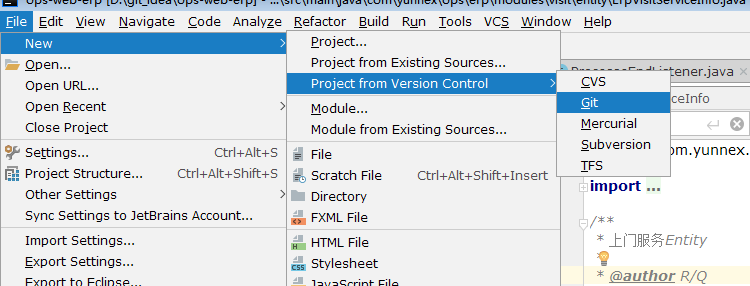 ops-web-erp [D:\git_idea\ops-web-erp] - ...\src\main\java\com\yunnex\ops\erp\modules\visit\entity\ErpVisitServiceInfo.java
File Edit View Navigate Code Analyze Refactor Build Run Tools VCS Window Help
New
Open...
Open URL...
Open Recent
Close Project
Settings... Ctrl+Alt+S
Project Structure... Ctrl+Alt+Shift+S
Other Settings
Sync Settings to JetBrains Account...
Import Settings...
Export Settings...
Export to Eclipse...
Project...
Project from Existing Sources...
Project from Version Control
Module...
Module from Existing Sources...
File
Scratch File Ctrl+Alt+Shift+Insert
Directory
FXML File
HTML File
Stylesheet
JavaScript File
CVS
Git
Mercurial
Subversion
TFS
ProcessEndListener.java
ceInfo
om.yunnex.
import ...
/**
* 上门服务Entity
* @author R/Q